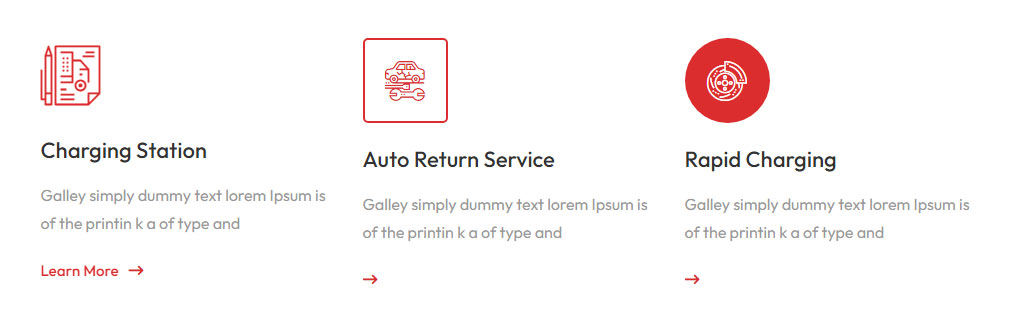 Charging Station
Galley simply dummy text lorem Ipsum is
of the printin k a of type and
Learn More
Auto Return Service
Galley simply dummy text lorem Ipsum is
of the printin k a of type and
Rapid Charging
Galley simply dummy text lorem Ipsum is
of the printin k a of type and